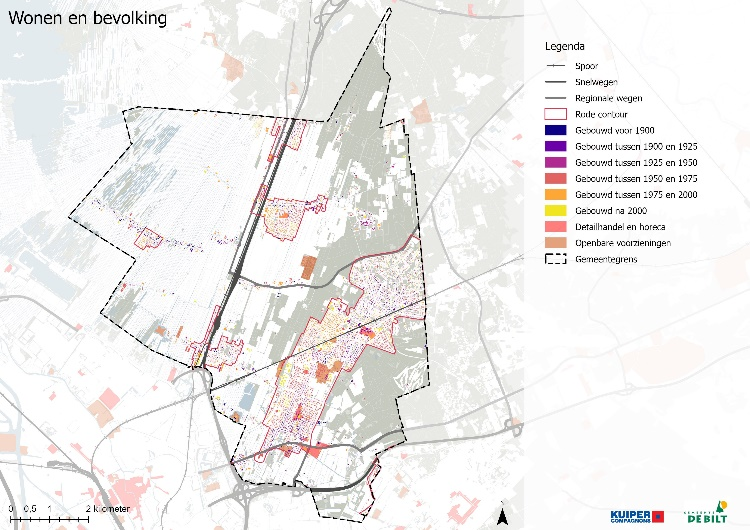 Wonen en bevolking
Legenda
Spoor
Snelwegen
Regionale wegen
Rode contour
Gebouwd voor 1900
Gebouwd tussen 1900 en 1925
Gebouwd tussen 1925 en 1950
Gebouwd tussen 1950 en 1975
Gebouwd tussen 1975 en 2000
Gebouwd na 2000
Detailhandel en horeca
Openbare voorzieningen
Gemeentegrens
0 0,5 1 2 kilometer
KUIPER
COMPAGNONS
GEMEENTE
DE BILT